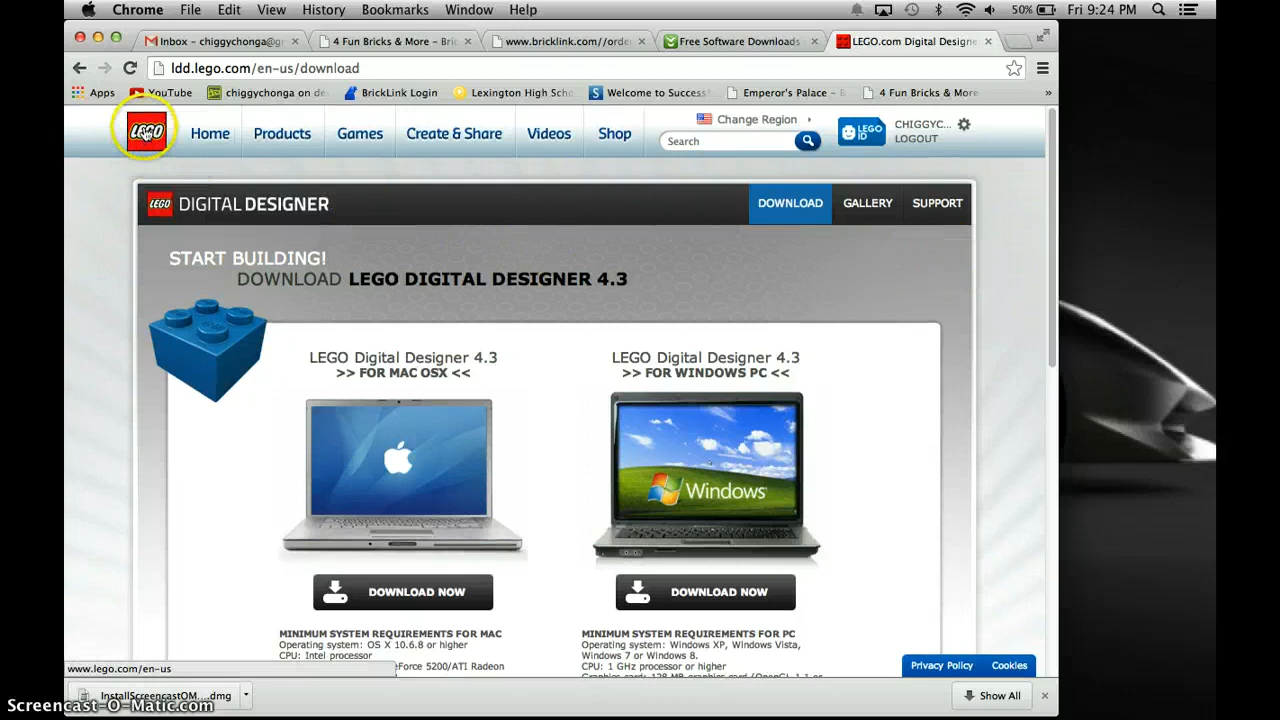 Chrome File Edit View History Bookmarks Window Help 50% Fri 9:24 PM
Inbox - chiggychonga@g 4 Fun Bricks & More - Bric www.bricklink.com//orde Free Software Downloads LEGO.com Digital Designe
ldd.lego.com/en-us/download
Apps YouTube chiggychonga on de BrickLink Login Lexington High Scho Welcome to Success Emperor's Palace - B 4 Fun Bricks & More »
LEGO Home Products Games Create & Share Videos Shop
Change Region
Search
LEGO ID
CHIGGYC...
LOGOUT
LEGO DIGITAL DESIGNER DOWNLOAD GALLERY SUPPORT
START BUILDING!
DOWNLOAD LEGO DIGITAL DESIGNER 4.3
LEGO Digital Designer 4.3
>> FOR MAC OSX <<
DOWNLOAD NOW
MINIMUM SYSTEM REQUIREMENTS FOR MAC
Operating system: OS X 10.6.8 or higher
CPU: Intel processor
eForce 5200/ATI Radeon
LEGO Digital Designer 4.3
>> FOR WINDOWS PC <<
Windows
DOWNLOAD NOW
MINIMUM SYSTEM REQUIREMENTS FOR PC
Operating system: Windows XP, Windows Vista,
Windows 7 or Windows 8.
CPU: 1 GHz processor or higher
Graphics card: 128 MB graphics card (OpenGL 1.1 or
Privacy Policy Cookies
www.lego.com/en-us
InstallScreencastOM....dmg Show All
Screencast-O-Matic.com